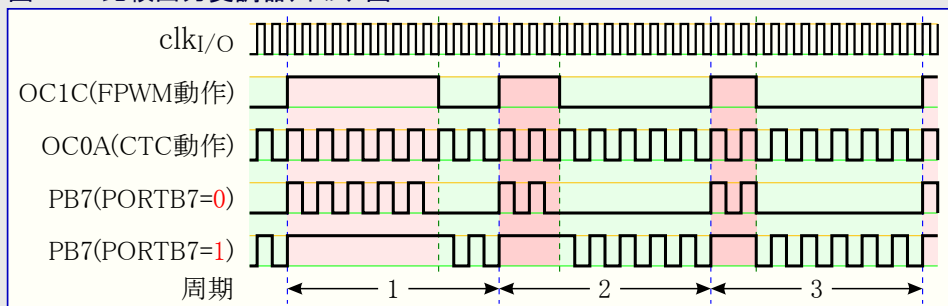 clkI/O
OC1C(FPWM動作)
OC0A(CTC動作)
PB7(PORTB7=0)
PB7(PORTB7=1)
周期 1 2 3